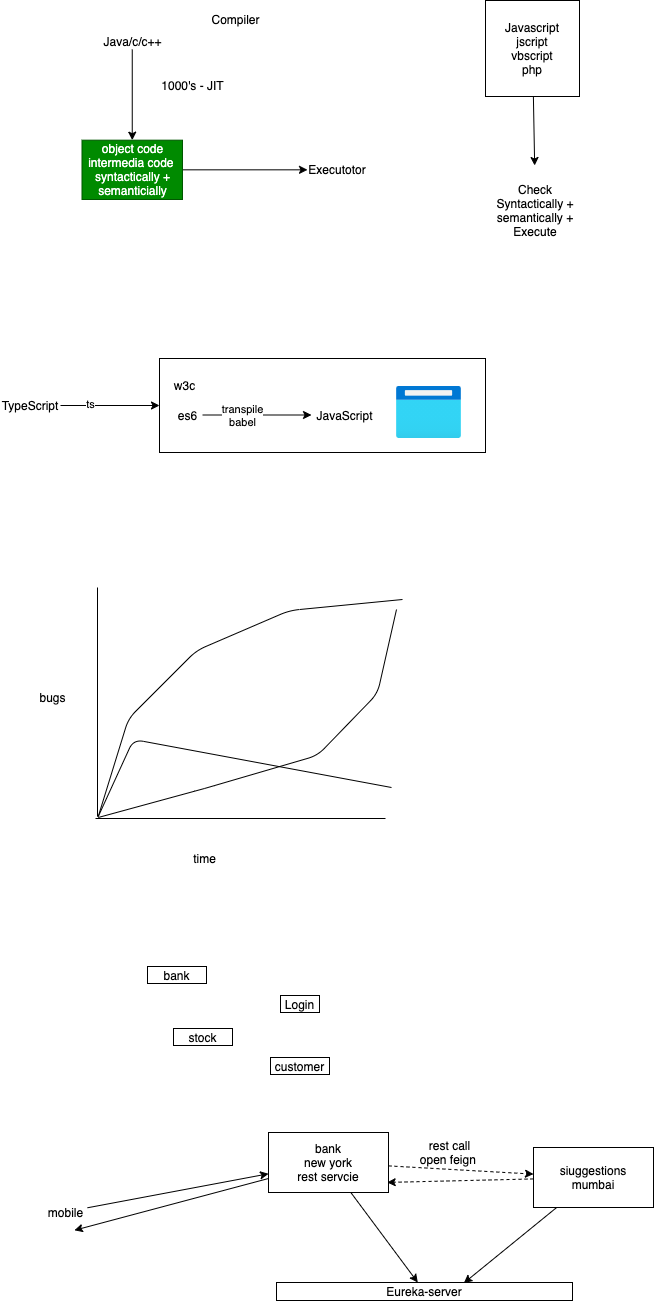 Compiler
Java/c/c++
1000's - JIT
object code
intermedia code
syntactically +
semanticially
Executotor
Javascript
jscript
vbscript
php
Check
Syntactically +
semantically +
Execute
TypeScript
ts
w3c
es6
transpile
babel
JavaScript
bugs
time
bank
Login
stock
customer
bank
new york
rest servcie
rest call
open feign
siuggestions
mumbai
mobile
Eureka-server